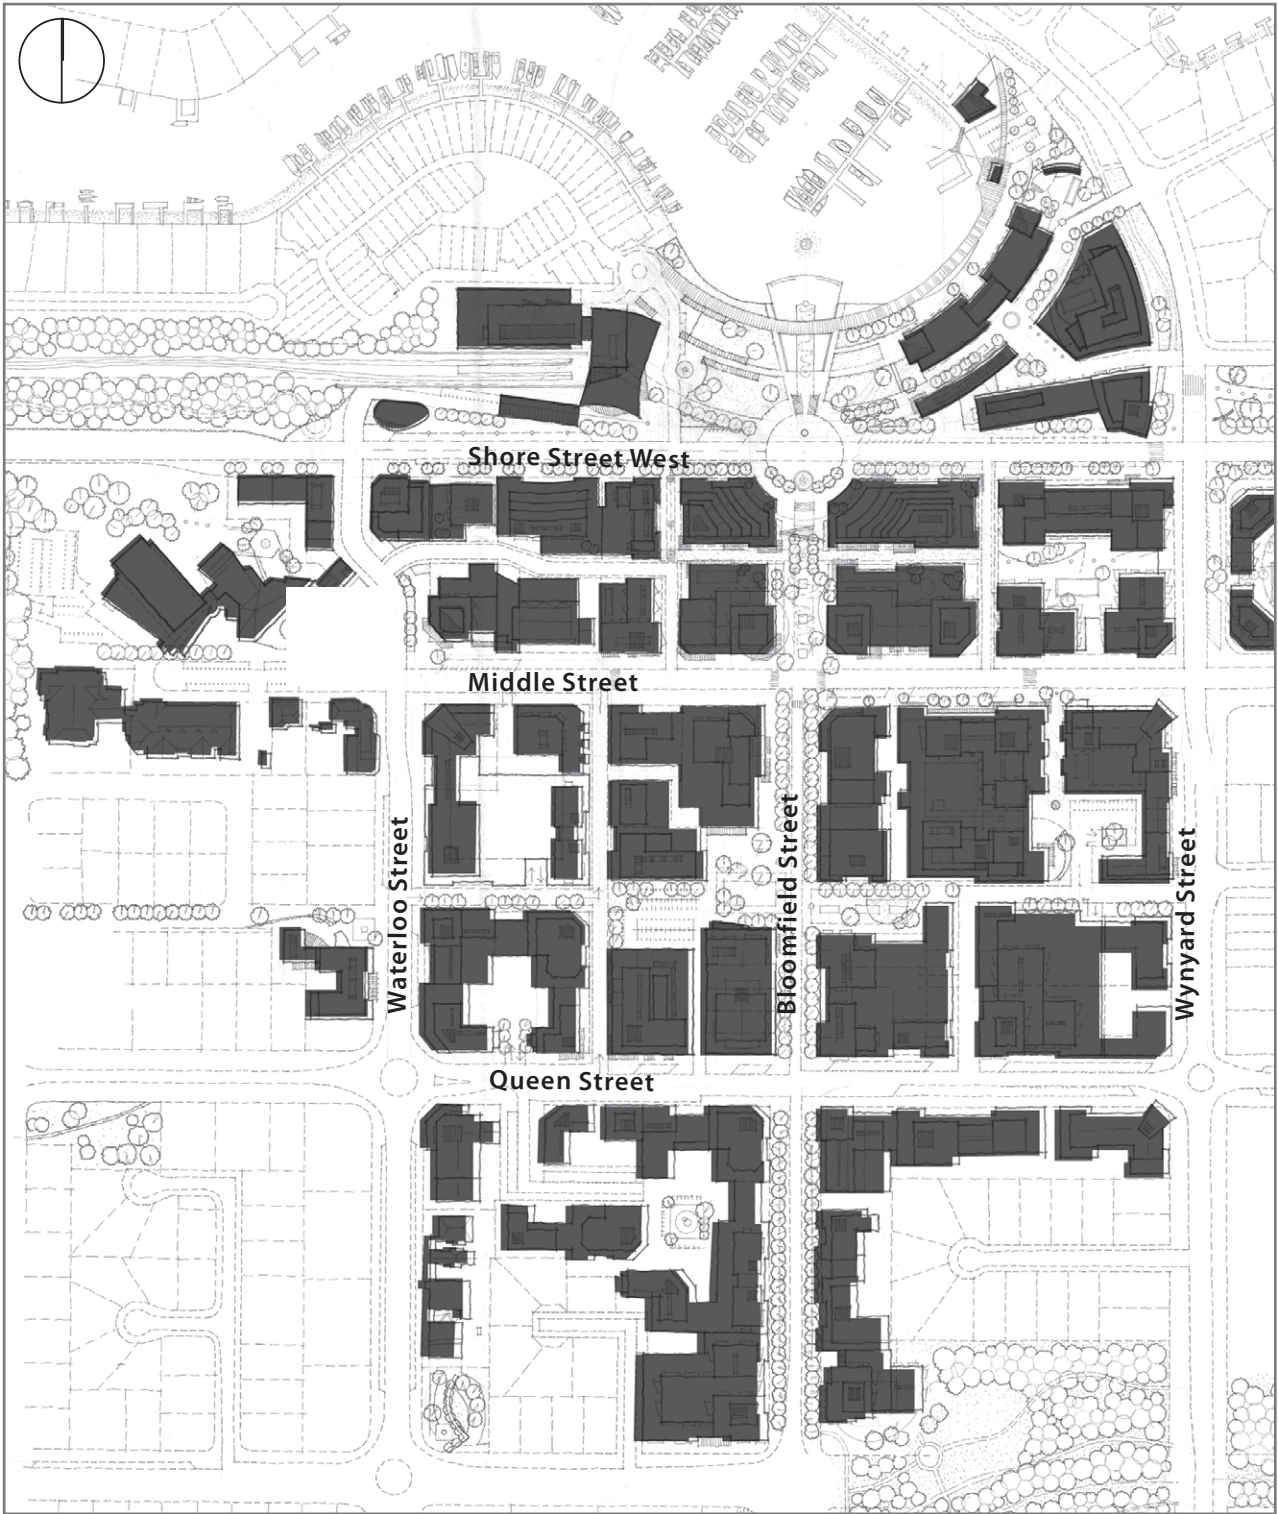 Shore Street West
Middle Street
Waterloo Street
Bloomfield Street
Wynyard Street
Queen Street